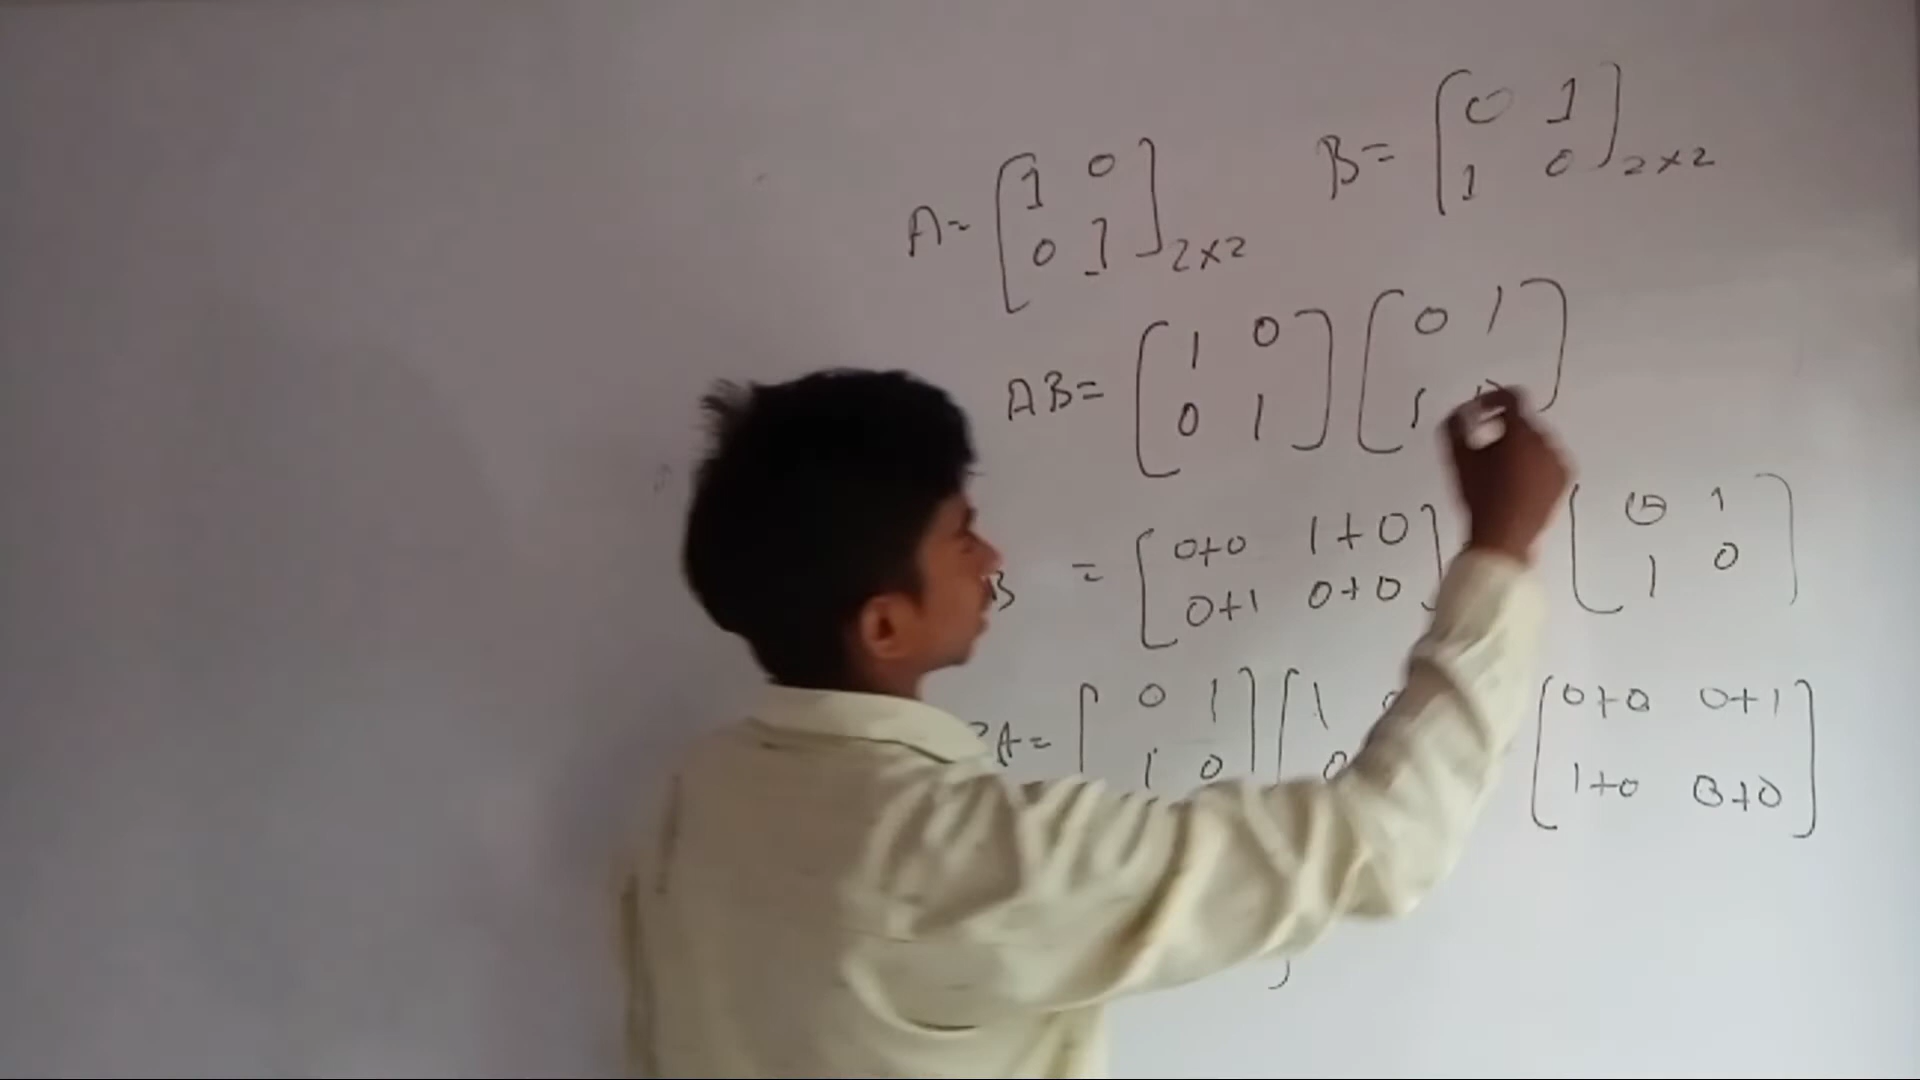 A= [1 0] 2×2 B= [0 1] 2×2
[0 1] [1 0]
AB= [1 0] [0 1]
[0 1] [1
B = [0+0 1+0] [0 1]
[0+1 0+0] [1 0]
A= [0 1] [1 [0+0 0+1]
[1 0] [0 [1+0 0+0]